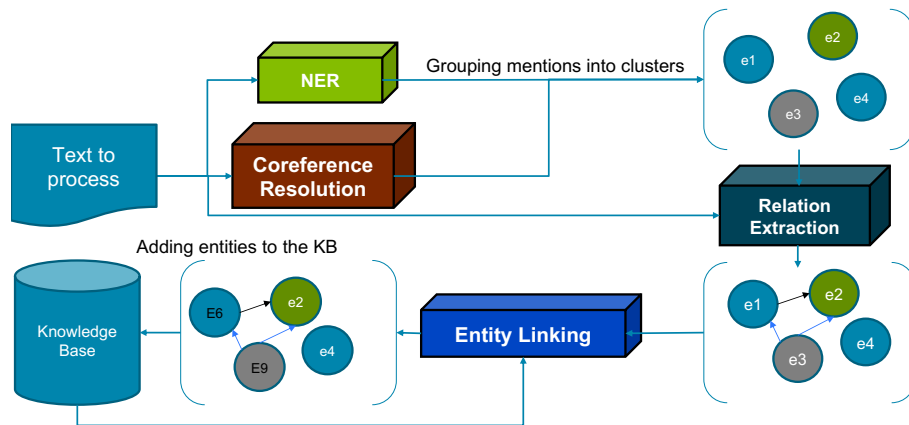 NER
Grouping mentions into clusters
e1
e2
e3
e4
Text to
process
Coreference
Resolution
Relation
Extraction
Adding entities to the KB
Knowledge
Base
E6
e2
E9
e4
Entity Linking
e1
e2
e3
e4